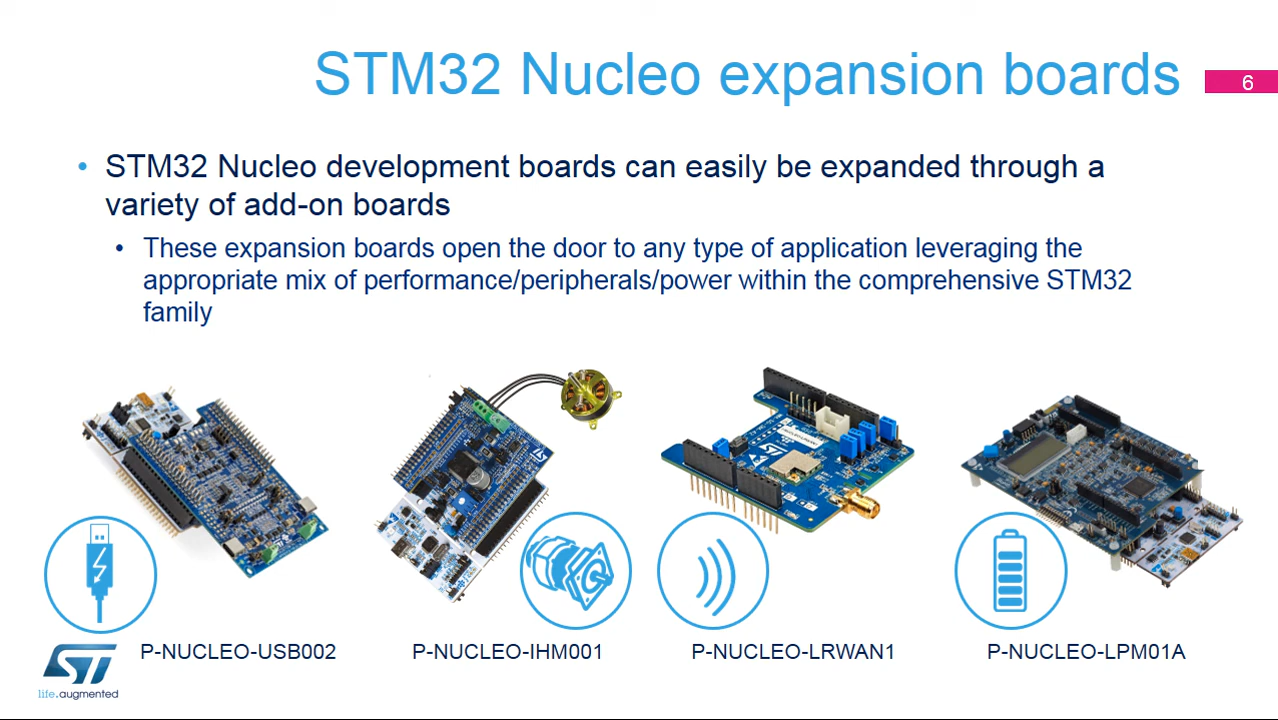 STM32 Nucleo expansion boards
6
• STM32 Nucleo development boards can easily be expanded through a
variety of add-on boards
• These expansion boards open the door to any type of application leveraging the
appropriate mix of performance/peripherals/power within the comprehensive STM32
family
P-NUCLEO-USB002
P-NUCLEO-IHM001
P-NUCLEO-LRWAN1
P-NUCLEO-LPM01A
ST
life.augmented